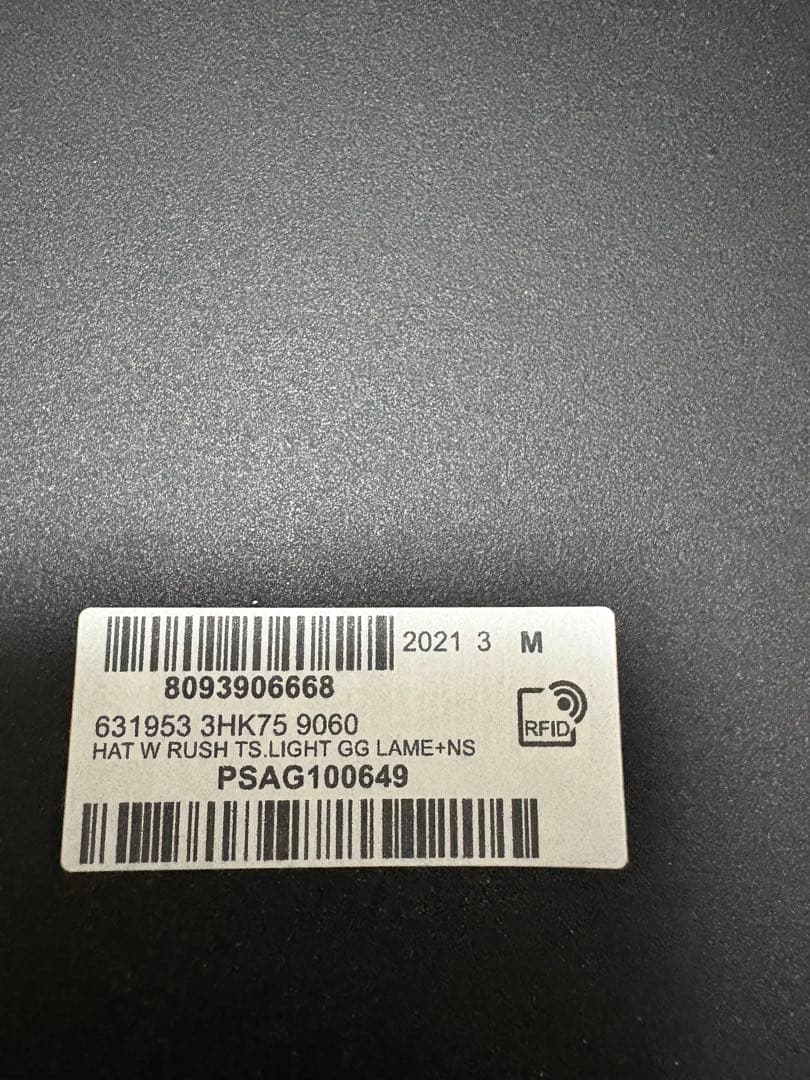 2021 3 M
8093906668
631953 3HK75 9060
RFID
HAT W RUSH TS.LIGHT GG LAME+NS
PSAG100649